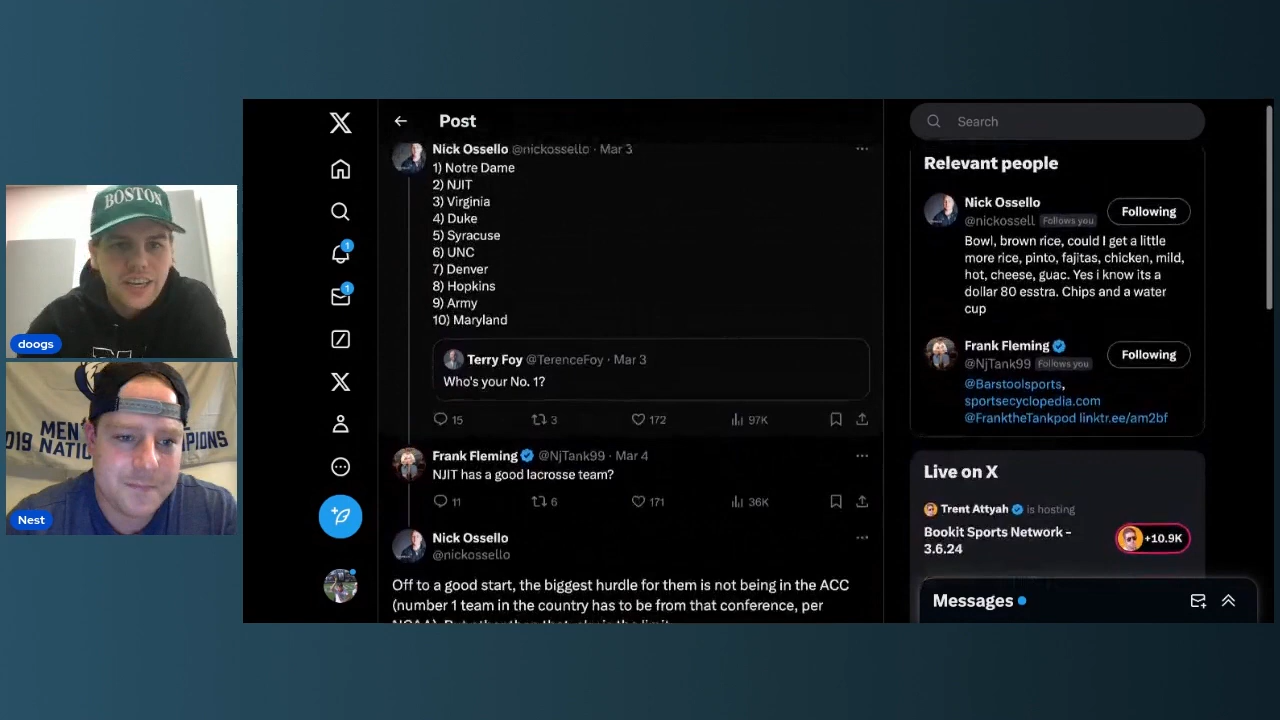 BOSTON
doogs
MEN
2019 NATIO
PIONS
Nest
Post
Nick Ossello @nickossello · Mar 3
1) Notre Dame
2) NJIT
3) Virginia
4) Duke
5) Syracuse
6) UNC
7) Denver
8) Hopkins
9) Army
10) Maryland
Terry Foy @TerenceFoy · Mar 3
Who's your No. 1?
15 3 172 97K
Frank Fleming @NjTank99 · Mar 4
NJIT has a good lacrosse team?
11 6 171 36K
Nick Ossello
@nickossello
Off to a good start, the biggest hurdle for them is not being in the ACC
(number 1 team in the country has to be from that conference, per
1
1
Search
Relevant people
Nick Ossello
@nickossell Follows you
Following
Bowl, brown rice, could I get a little
more rice, pinto, fajitas, chicken, mild,
hot, cheese, guac. Yes i know its a
dollar 80 esstra. Chips and a water
cup
Frank Fleming
@NjTank99 Follows you
Following
@Barstoolsports,
sportsecyclopedia.com
@FranktheTankpod linktr.ee/am2bf
Live on X
Trent Attyah is hosting
Bookit Sports Network -
3.6.24
+10.9K
Messages